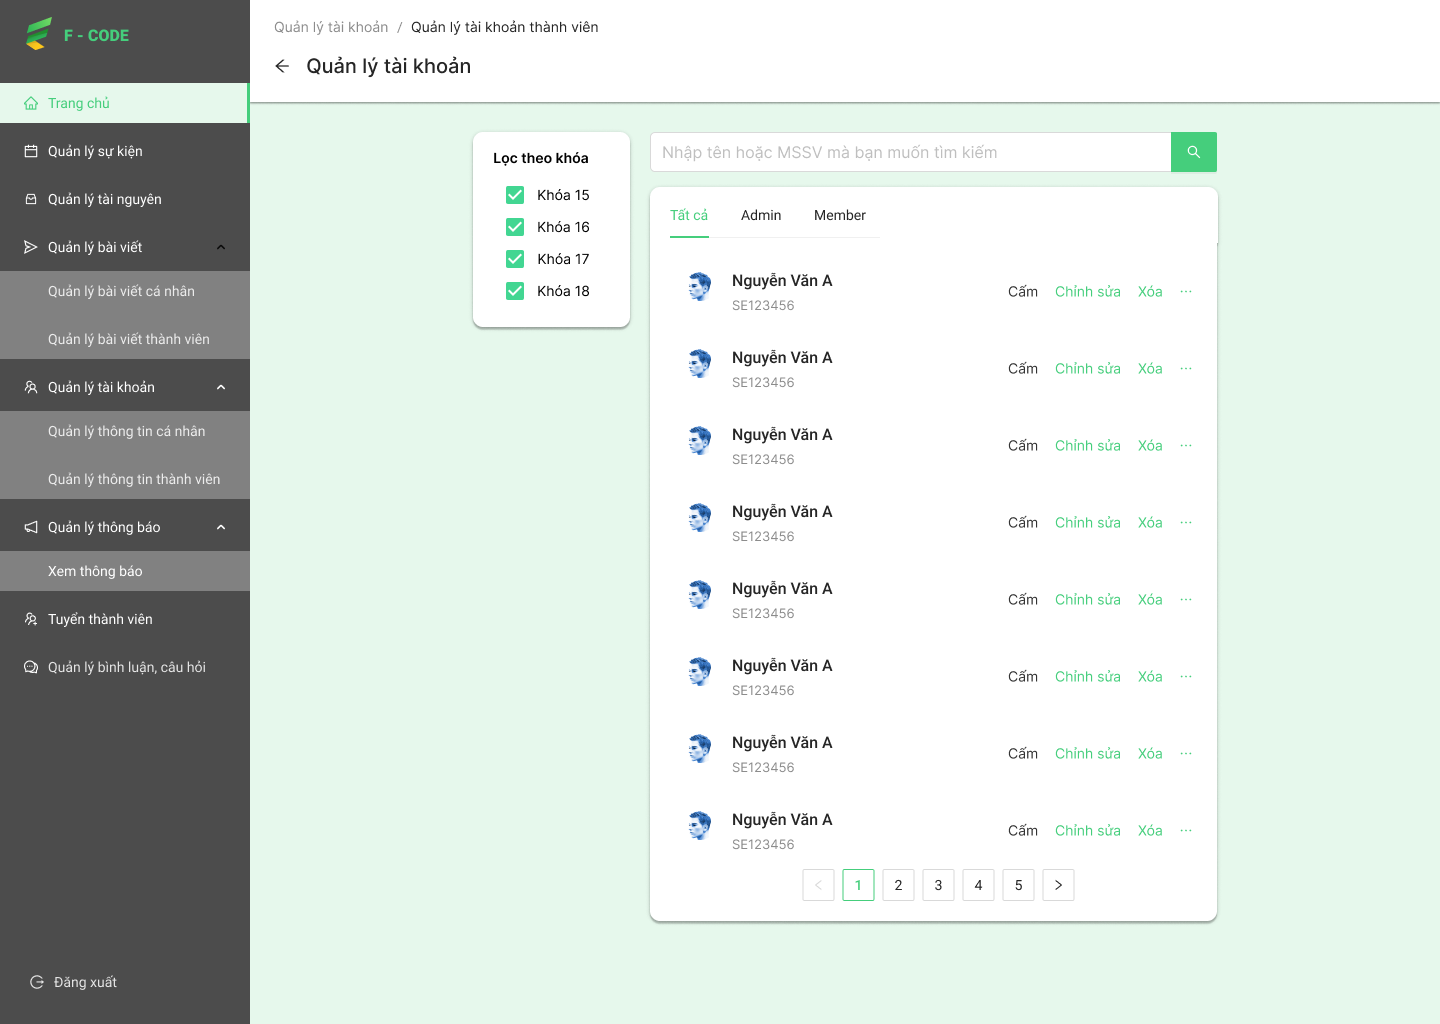 F - CODE
Trang chủ
Quản lý sự kiện
Quản lý tài nguyên
Quản lý bài viết
Quản lý bài viết cá nhân
Quản lý bài viết thành viên
Quản lý tài khoản
Quản lý thông tin cá nhân
Quản lý thông tin thành viên
Quản lý thông báo
Xem thông báo
Tuyển thành viên
Quản lý bình luận, câu hỏi
Đăng xuất
Quản lý tài khoản / Quản lý tài khoản thành viên
Quản lý tài khoản
Lọc theo khóa
Khóa 15
Khóa 16
Khóa 17
Khóa 18
Nhập tên hoặc MSSV mà bạn muốn tìm kiếm
Tất cả Admin Member
Nguyễn Văn A
SE123456
Cấm Chỉnh sửa Xóa ...
Nguyễn Văn A
SE123456
Cấm Chỉnh sửa Xóa ...
Nguyễn Văn A
SE123456
Cấm Chỉnh sửa Xóa ...
Nguyễn Văn A
SE123456
Cấm Chỉnh sửa Xóa ...
Nguyễn Văn A
SE123456
Cấm Chỉnh sửa Xóa ...
Nguyễn Văn A
SE123456
Cấm Chỉnh sửa Xóa ...
Nguyễn Văn A
SE123456
Cấm Chỉnh sửa Xóa ...
Nguyễn Văn A
SE123456
Cấm Chỉnh sửa Xóa ...
< 1 2 3 4 5 >